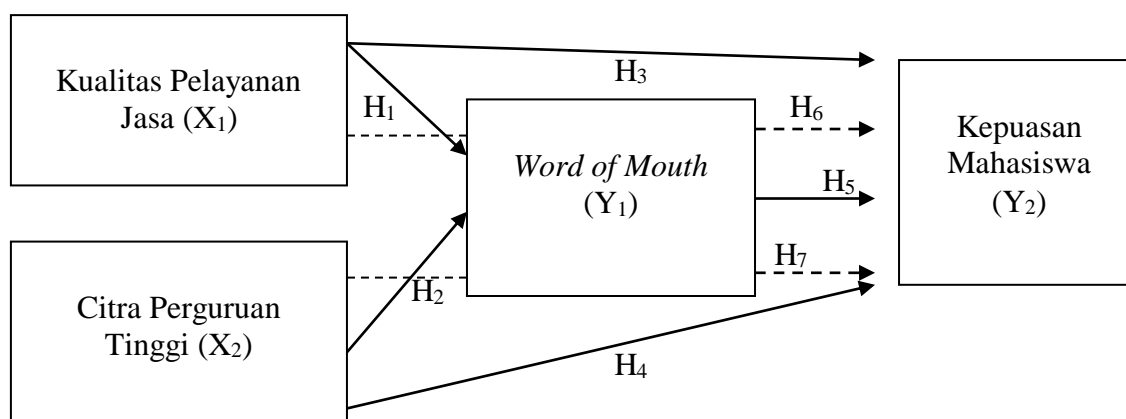 Kualitas Pelayanan
Jasa (X₁)
H₁
H₃
Word of Mouth
(Y₁)
H₆
H₅
H₇
Kepuasan
Mahasiswa
(Y₂)
Citra Perguruan
Tinggi (X₂)
H₂
H₄